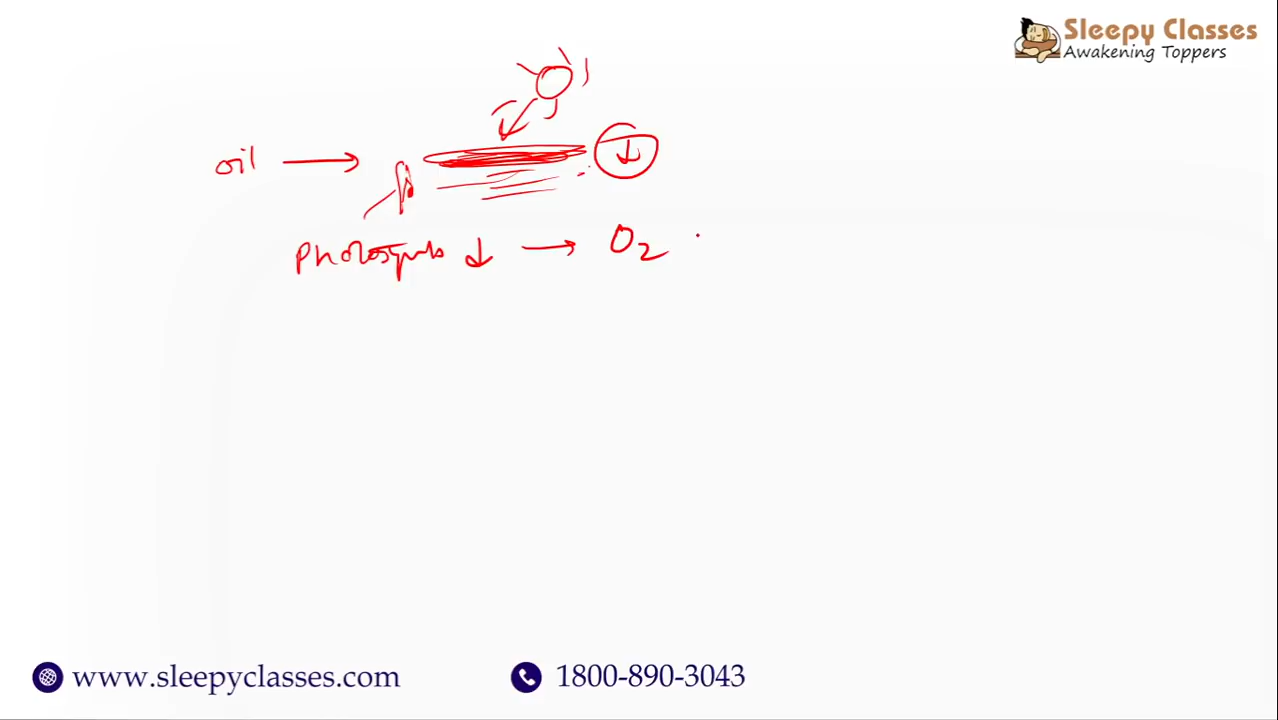 Sleepy Classes
Awakening Toppers
oil →
↓
↓ → O2
www.sleepyclasses.com
1800-890-3043